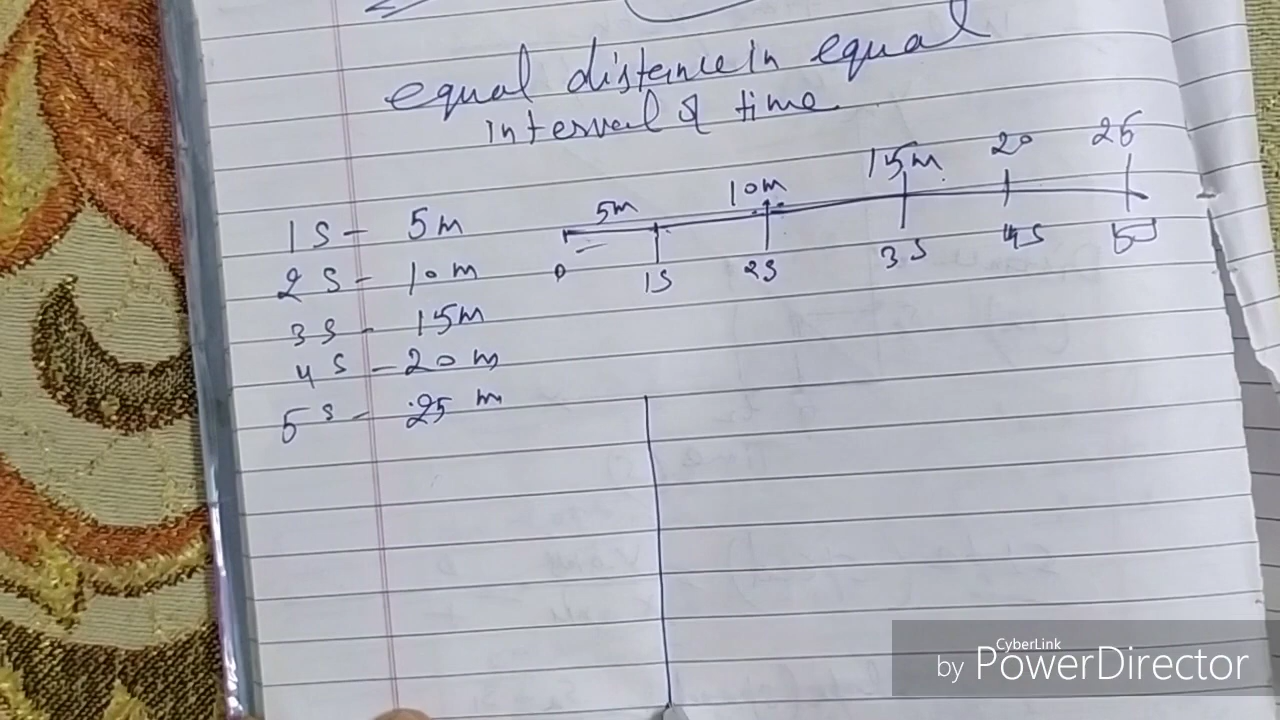 equal distance in equal
interval of time
1S - 5m
2S - 10m
3S - 15m
4S - 20m
5S - 25m
5m 10m 15m 20 25
0 1S 2S 3S 4S 5S
CyberLink
by PowerDirector